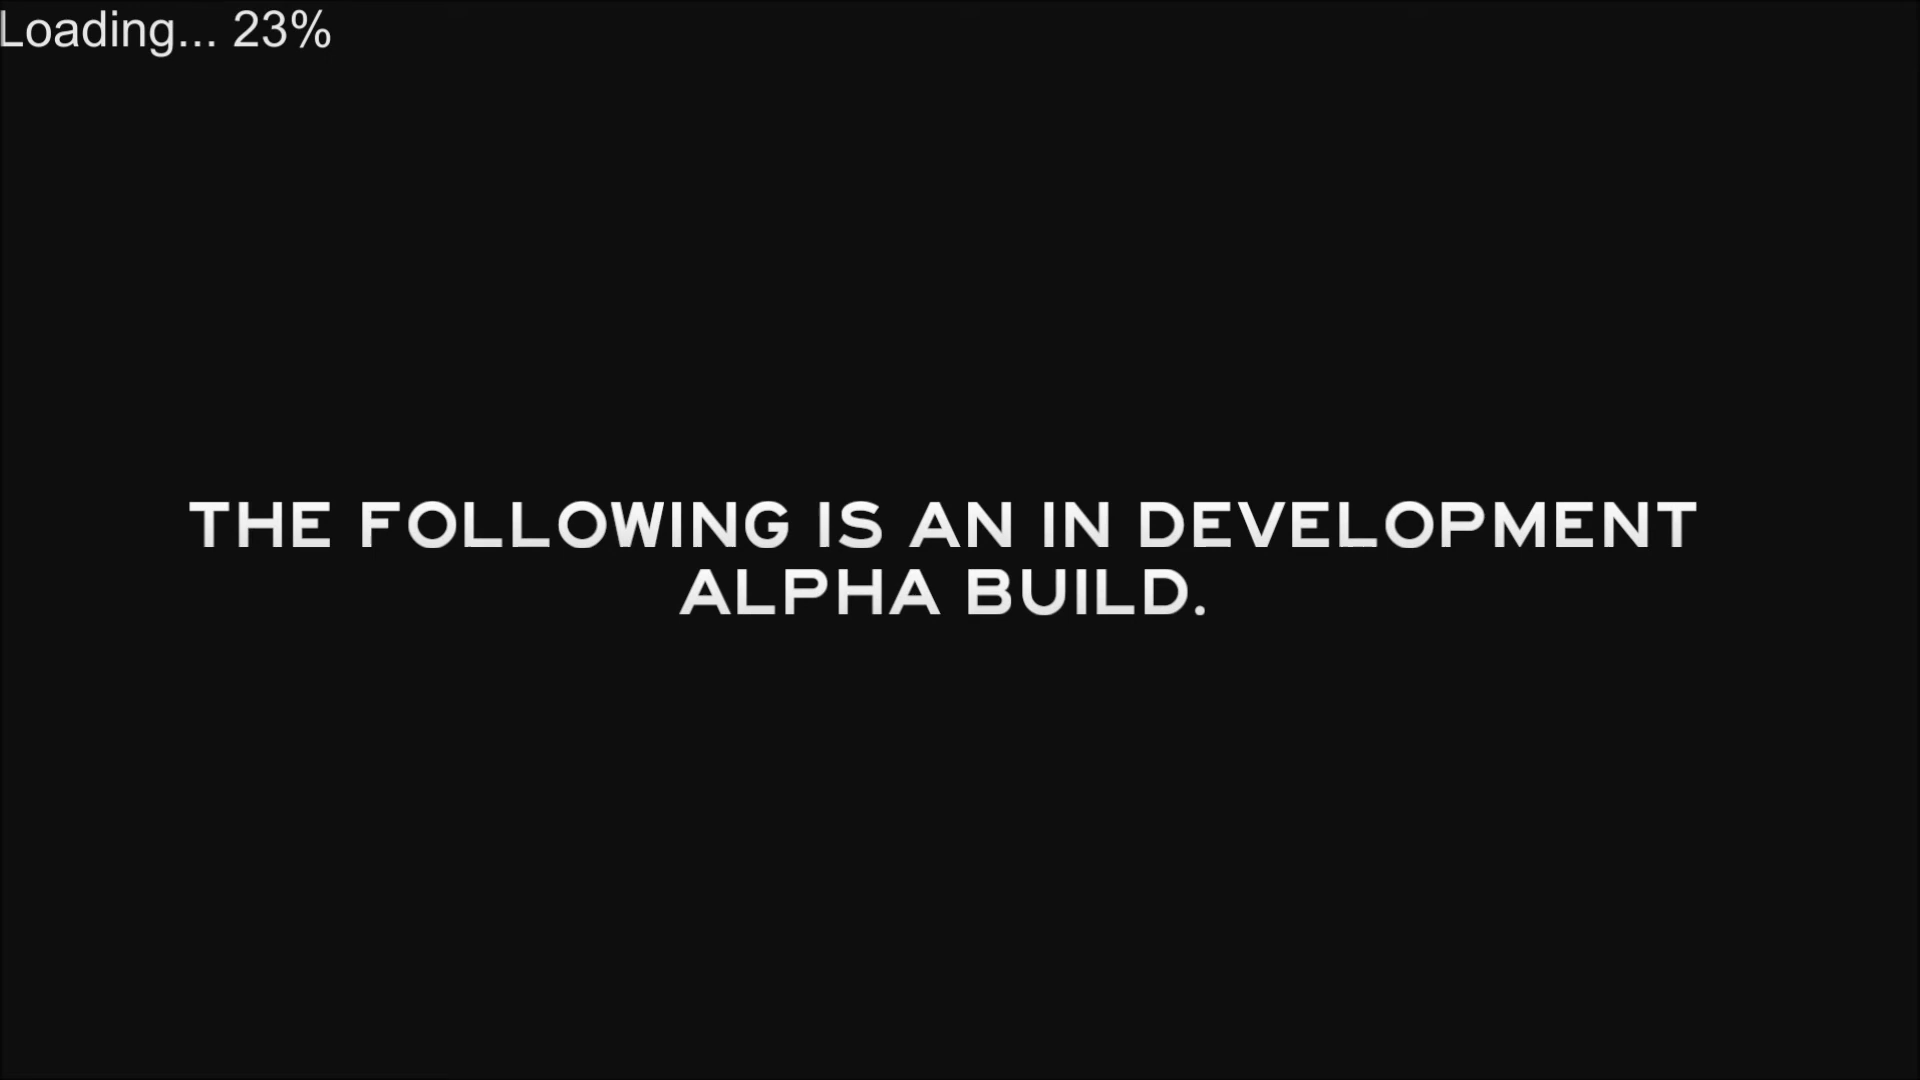 Loading... 23%
THE FOLLOWING IS AN IN DEVELOPMENT
ALPHA BUILD.